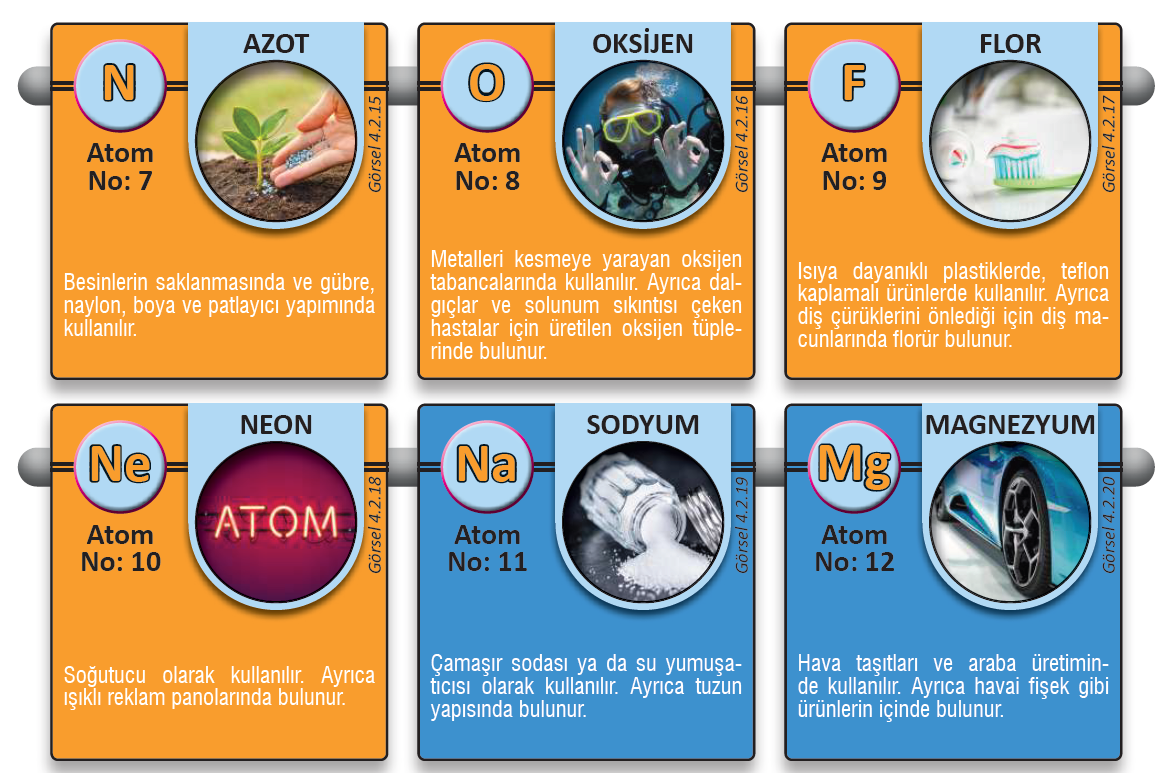 AZOT
N
Atom
No: 7
Görsel 4.2.15
Besinlerin saklanmasında ve gübre,
naylon, boya ve patlayıcı yapımında
kullanılır.
OKSİJEN
O
Atom
No: 8
Görsel 4.2.16
Metalleri kesmeye yarayan oksijen
tabancalarında kullanılır. Ayrıca dal-
gıçlar ve solunum sıkıntısı çeken
hastalar için üretilen oksijen tüple-
rinde bulunur.
FLOR
F
Atom
No: 9
Görsel 4.2.17
Isıya dayanıklı plastiklerde, teflon
kaplamalı ürünlerde kullanılır. Ayrıca
diş çürüklerini önlediği için diş ma-
cunlarında florür bulunur.
NEON
Ne
ATOM
Atom
No: 10
Görsel 4.2.18
Soğutucu olarak kullanılır. Ayrıca
ışıklı reklam panolarında bulunur.
SODYUM
Na
Atom
No: 11
Görsel 4.2.19
Çamaşır sodası ya da su yumuşa-
tıcısı olarak kullanılır. Ayrıca tuzun
yapısında bulunur.
MAGNEZYUM
Mg
Atom
No: 12
Görsel 4.2.20
Hava taşıtları ve araba üretimin-
de kullanılır. Ayrıca havai fişek gibi
ürünlerin içinde bulunur.